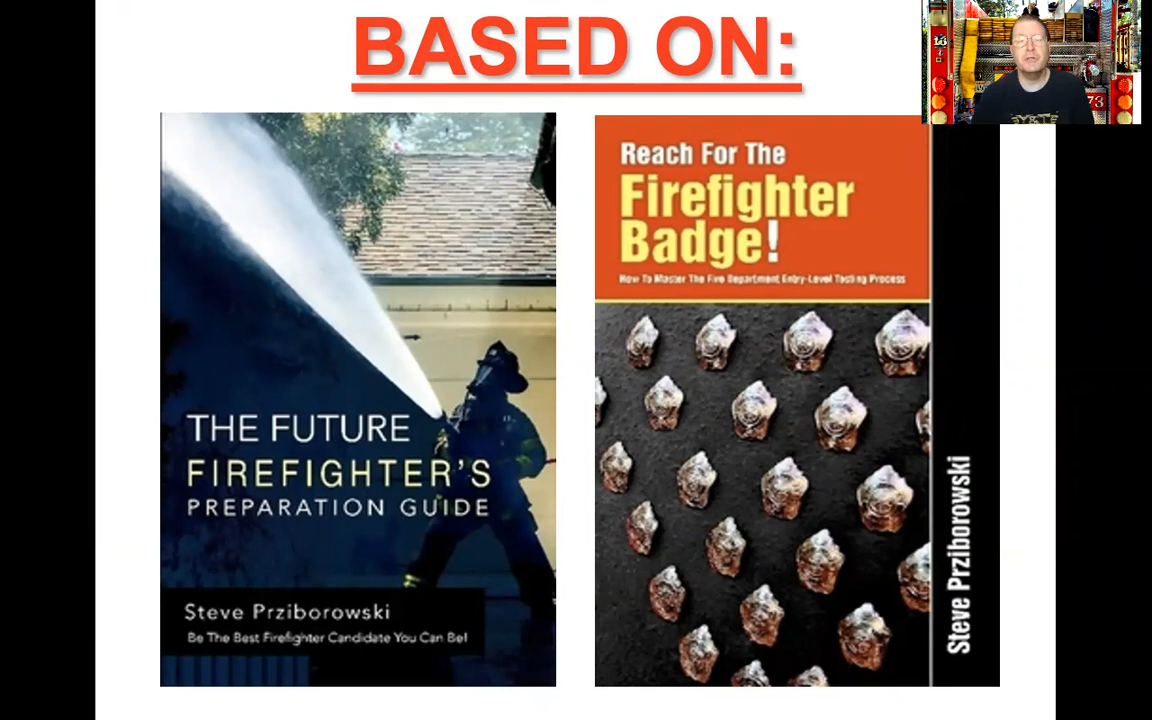 BASED ON:
THE FUTURE
FIREFIGHTER'S
PREPARATION GUIDE
Steve Prziborowski
Be The Best Firefighter Candidate You Can Be!
Reach For The
Firefighter
Badge!
How To Master The Fire Department Entry-Level Testing Process
Steve Prziborowski
73